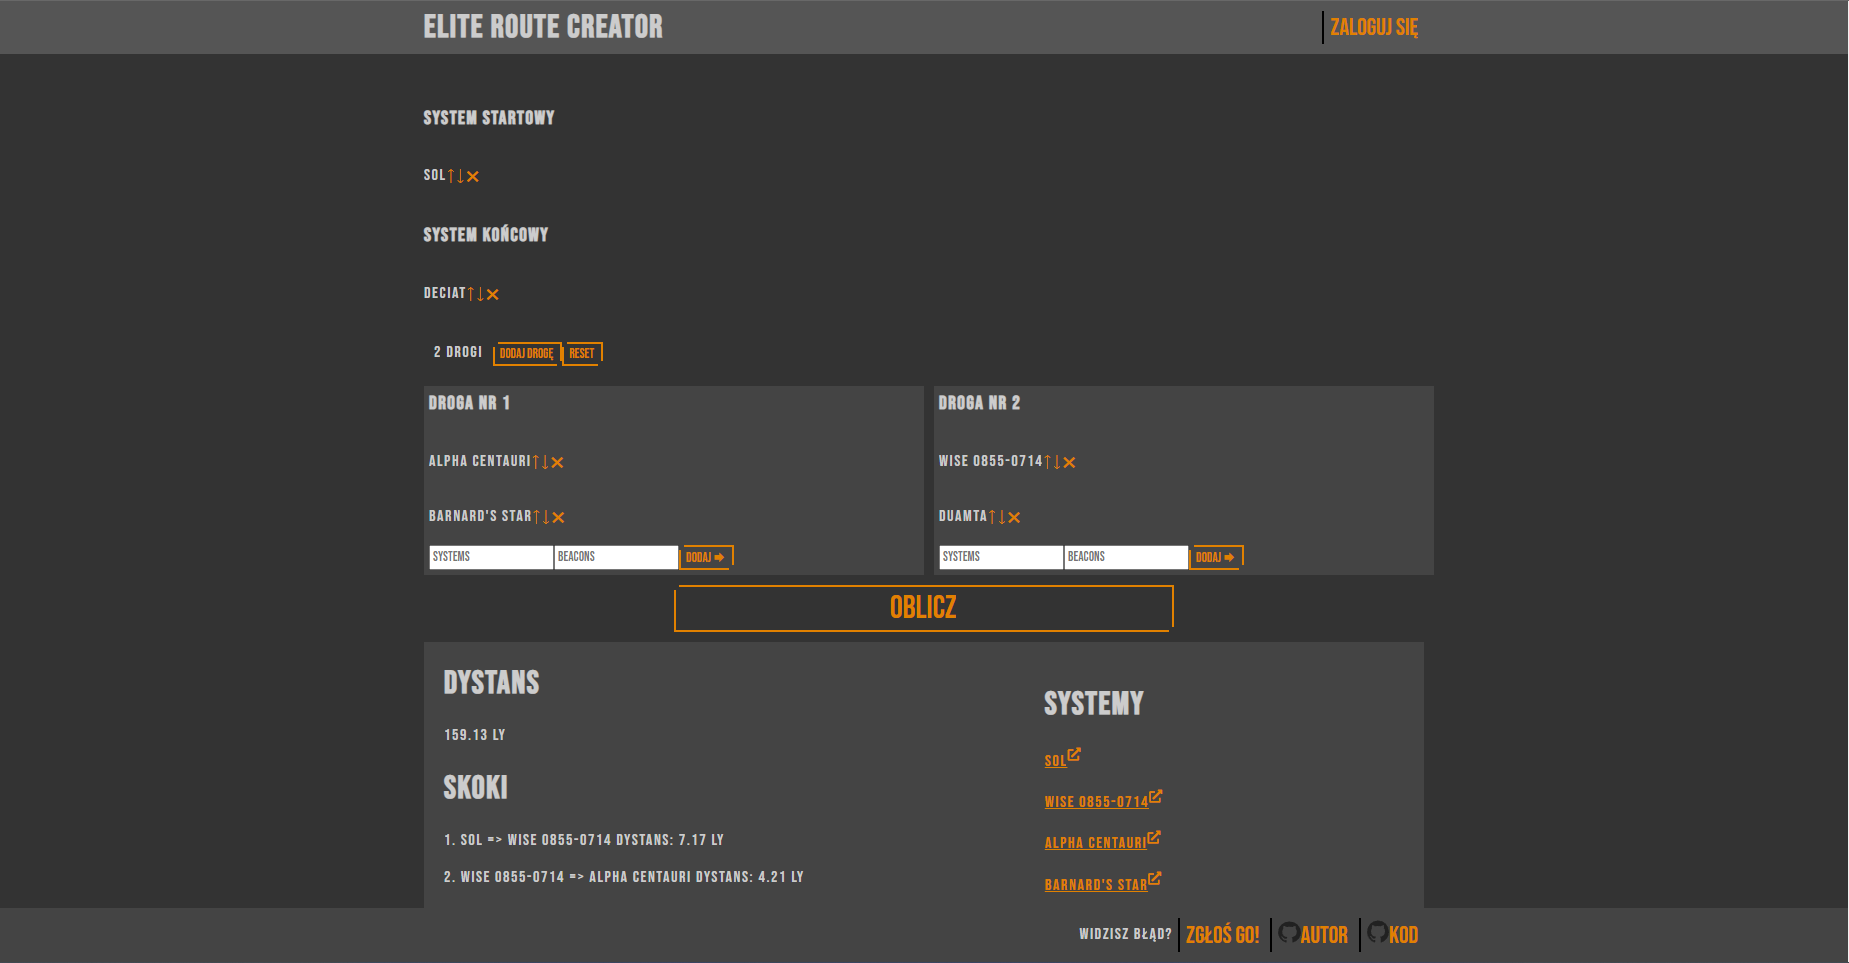 ELITE ROUTE CREATOR
ZALOGUJ SIĘ
SYSTEM STARTOWY
SOL↑↓✕
SYSTEM KOŃCOWY
DECIAT↑↓✕
2 DROGI
DODAJ DROGĘ
RESET
DROGA NR 1
ALPHA CENTAURI↑↓✕
BARNARD'S STAR↑↓✕
SYSTEMS
BEACONS
DODAJ
DROGA NR 2
WISE 0855-0714↑↓✕
DUAMTA↑↓✕
SYSTEMS
BEACONS
DODAJ
OBLICZ
DYSTANS
159.13 LY
SKOKI
1. SOL => WISE 0855-0714 DYSTANS: 7.17 LY
2. WISE 0855-0714 => ALPHA CENTAURI DYSTANS: 4.21 LY
SYSTEMY
SOL
WISE 0855-0714
ALPHA CENTAURI
BARNARD'S STAR
WIDZISZ BŁĄD?
ZGŁOŚ GO!
AUTOR
KOD